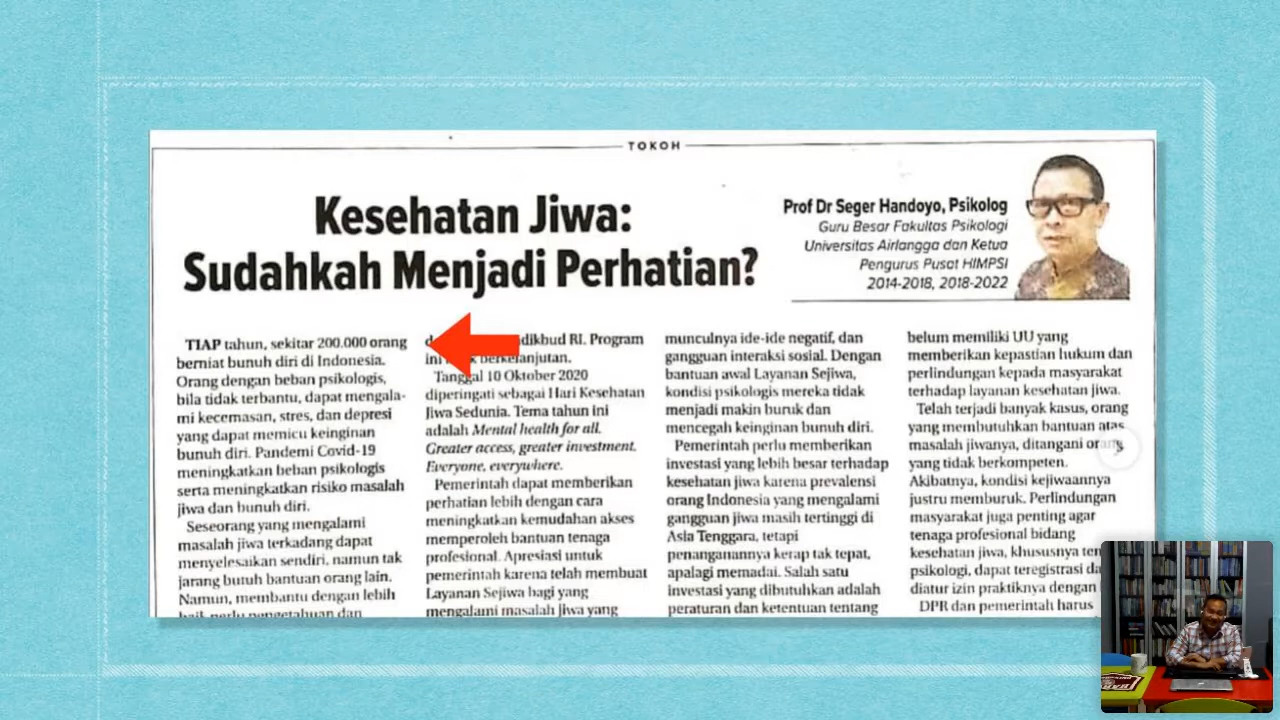 TOKOH
Kesehatan Jiwa:
Sudahkah Menjadi Perhatian?
Prof Dr Seger Handoyo, Psikolog
Guru Besar Fakultas Psikologi
Universitas Airlangga dan Ketua
Pengurus Pusat HIMPSI
2014-2018, 2018-2022
TIAP tahun, sekitar 200.000 orang
berniat bunuh diri di Indonesia.
Orang dengan beban psikologis,
bila tidak terbantu, dapat mengala-
mi kecemasan, stres, dan depresi
yang dapat memicu keinginan
bunuh diri. Pandemi Covid-19
meningkatkan beban psikologis
serta meningkatkan risiko masalah
jiwa dan bunuh diri.
Seseorang yang mengalami
masalah jiwa terkadang dapat
menyelesaikan sendiri, namun tak
jarang butuh bantuan orang lain.
Namun, membantu dengan lebih
baik perlu pengetahuan dan
RI. Program
berkelanjutan.
Tanggal 10 Oktober 2020
diperingati sebagai Hari Kesehatan
Jiwa Sedunia. Tema tahun ini
adalah Mental health for all.
Greater access, greater investment.
Everyone, everywhere.
Pemerintah dapat memberikan
perhatian lebih dengan cara
meningkatkan kemudahan akses
memperoleh bantuan tenaga
profesional. Apresiasi untuk
pemerintah karena telah membuat
Layanan Sejiwa bagi yang
mengalami masalah jiwa yang
munculnya ide-ide negatif, dan
gangguan interaksi sosial. Dengan
bantuan awal Layanan Sejiwa,
kondisi psikologis mereka tidak
menjadi makin buruk dan
mencegah keinginan bunuh diri.
Pemerintah perlu memberikan
investasi yang lebih besar terhadap
kesehatan jiwa karena prevalensi
orang Indonesia yang mengalami
gangguan jiwa masih tertinggi di
Asia Tenggara, tetapi
penanganannya kerap tak tepat,
apalagi memadai. Salah satu
investasi yang dibutuhkan adalah
peraturan dan ketentuan tentang
belum memiliki UU yang
memberikan kepastian hukum dan
perlindungan kepada masyarakat
terhadap layanan kesehatan jiwa.
Telah terjadi banyak kasus, orang
yang membutuhkan bantuan atas
masalah jiwanya, ditangani orang
yang tidak berkompeten.
Akibatnya, kondisi kejiwaannya
justru memburuk. Perlindungan
masyarakat juga penting agar
tenaga profesional bidang
kesehatan jiwa, khususnya
psikologi, dapat teregistrasi
diatur izin praktiknya dengan
DPR dan pemerintah harus